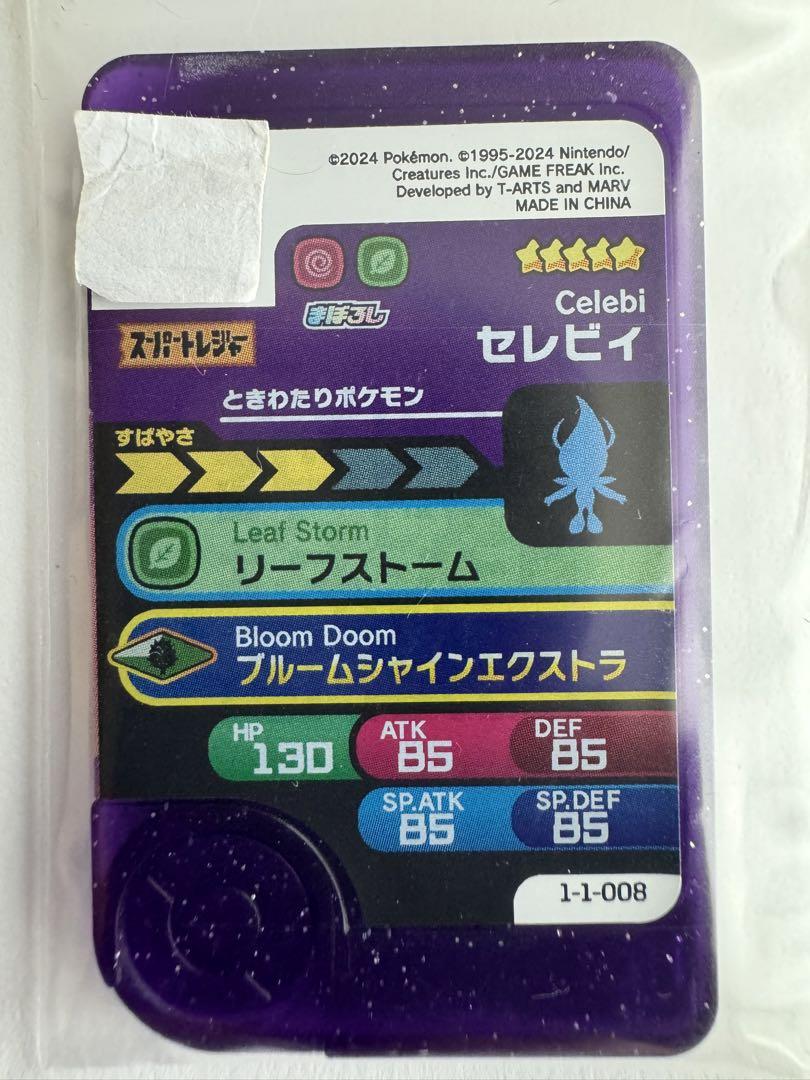 ©2024 Pokémon. ©1995-2024 Nintendo/
Creatures Inc./GAME FREAK inc.
Developed by T-ARTS and MARV
MADE IN CHINA
まぼろし
Celebi
スーパートレジャー
セレビィ
ときわたりポケモン
すばやさ
Leaf Storm
リーフストーム
Bloom Doom
ブルームシャインエクストラ
HP 130 ATK 85 DEF 85
SP.ATK 85 SP.DEF 85
1-1-008